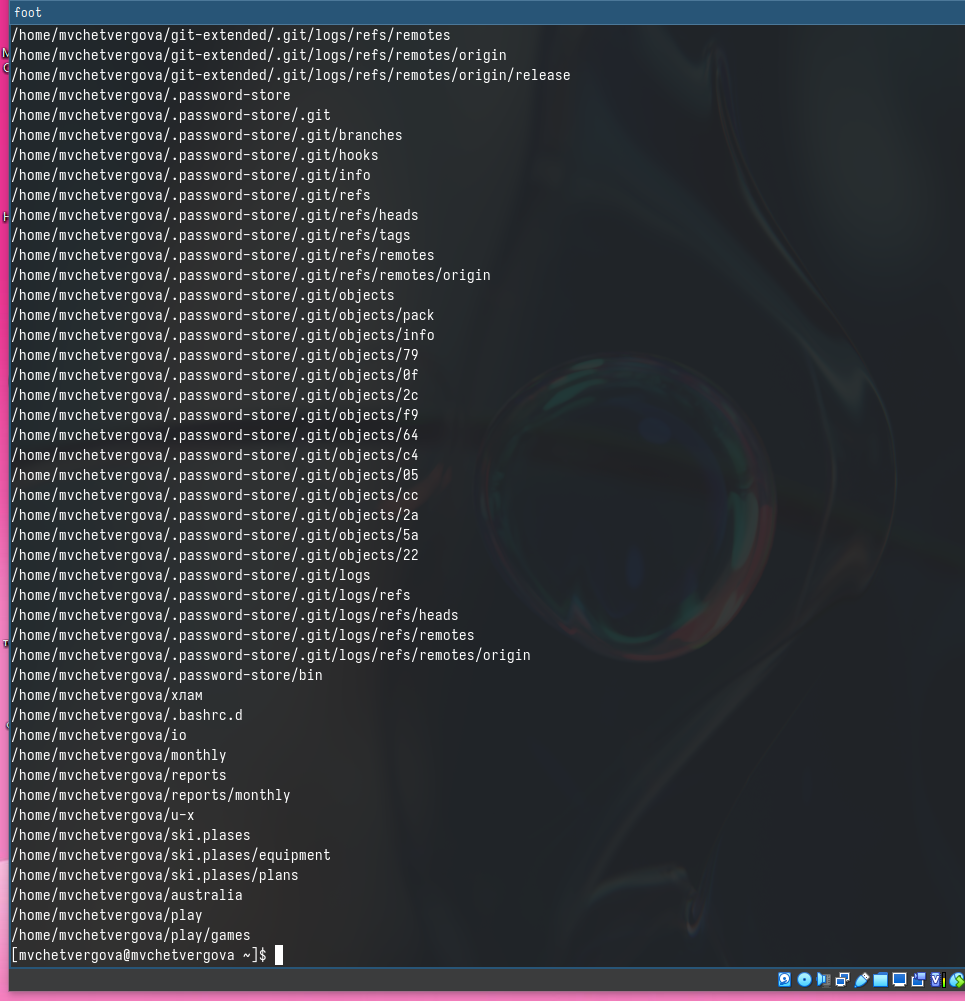 foot
/home/mvchetvergova/git-extended/.git/logs/refs/remotes
/home/mvchetvergova/git-extended/.git/logs/refs/remotes/origin
/home/mvchetvergova/git-extended/.git/logs/refs/remotes/origin/release
/home/mvchetvergova/.password-store
/home/mvchetvergova/.password-store/.git
/home/mvchetvergova/.password-store/.git/branches
/home/mvchetvergova/.password-store/.git/hooks
/home/mvchetvergova/.password-store/.git/info
/home/mvchetvergova/.password-store/.git/refs
/home/mvchetvergova/.password-store/.git/refs/heads
/home/mvchetvergova/.password-store/.git/refs/tags
/home/mvchetvergova/.password-store/.git/refs/remotes
/home/mvchetvergova/.password-store/.git/refs/remotes/origin
/home/mvchetvergova/.password-store/.git/objects
/home/mvchetvergova/.password-store/.git/objects/pack
/home/mvchetvergova/.password-store/.git/objects/info
/home/mvchetvergova/.password-store/.git/objects/79
/home/mvchetvergova/.password-store/.git/objects/0f
/home/mvchetvergova/.password-store/.git/objects/2c
/home/mvchetvergova/.password-store/.git/objects/f9
/home/mvchetvergova/.password-store/.git/objects/64
/home/mvchetvergova/.password-store/.git/objects/c4
/home/mvchetvergova/.password-store/.git/objects/05
/home/mvchetvergova/.password-store/.git/objects/cc
/home/mvchetvergova/.password-store/.git/objects/2a
/home/mvchetvergova/.password-store/.git/objects/5a
/home/mvchetvergova/.password-store/.git/objects/22
/home/mvchetvergova/.password-store/.git/logs
/home/mvchetvergova/.password-store/.git/logs/refs
/home/mvchetvergova/.password-store/.git/logs/refs/heads
/home/mvchetvergova/.password-store/.git/logs/refs/remotes
/home/mvchetvergova/.password-store/.git/logs/refs/remotes/origin
/home/mvchetvergova/.password-store/bin
/home/mvchetvergova/хлам
/home/mvchetvergova/.bashrc.d
/home/mvchetvergova/io
/home/mvchetvergova/monthly
/home/mvchetvergova/reports
/home/mvchetvergova/reports/monthly
/home/mvchetvergova/u-x
/home/mvchetvergova/ski.plases
/home/mvchetvergova/ski.plases/equipment
/home/mvchetvergova/ski.plases/plans
/home/mvchetvergova/australia
/home/mvchetvergova/play
/home/mvchetvergova/play/games
[mvchetvergova@mvchetvergova ~]$